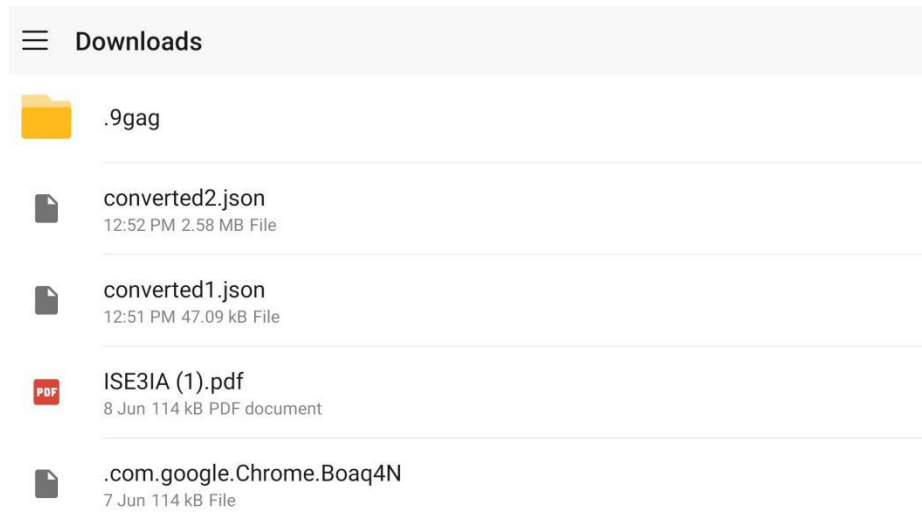 Downloads
.9gag
converted2.json
12:52 PM 2.58 MB File
converted1.json
12:51 PM 47.09 kB File
PDF
ISE3IA (1).pdf
8 Jun 114 kB PDF document
.com.google.Chrome.Boaq4N
7 Jun 114 kB File